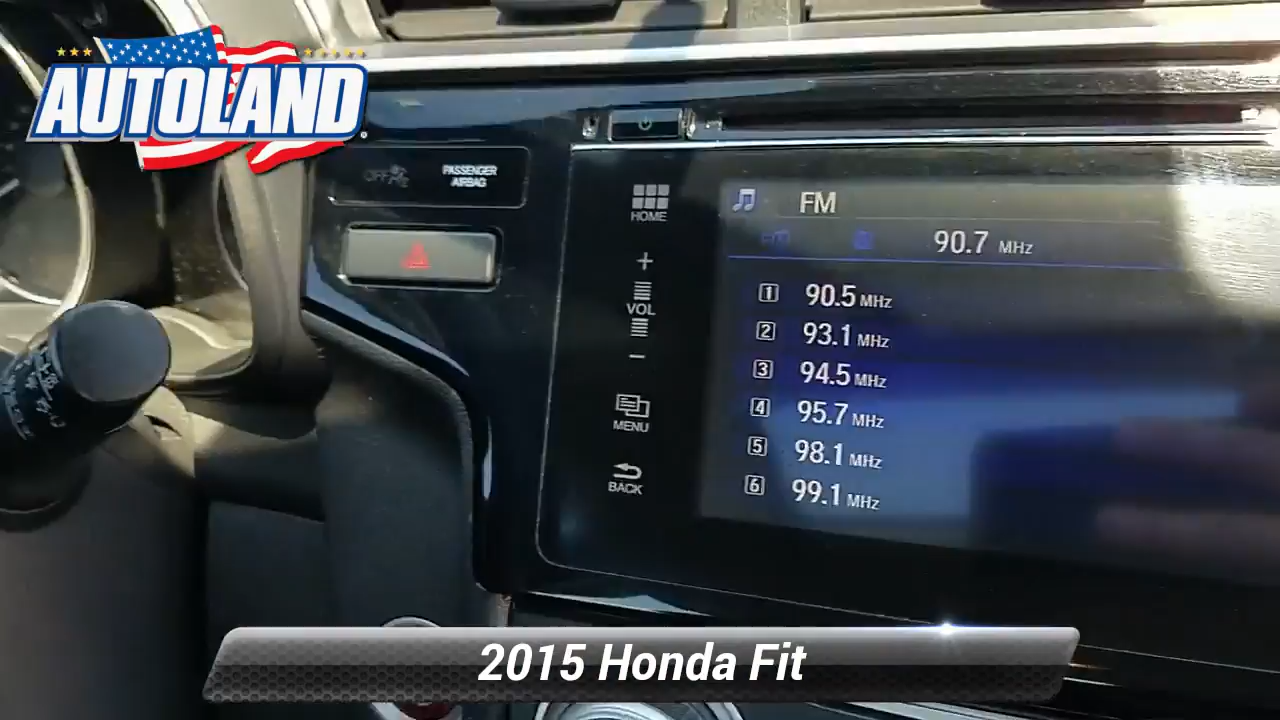 AUTOLAND
OFF
PASSENGER
AIRBAG
HOME
+
VOL
−
MENU
BACK
FM
90.7 MHz
1 90.5 MHz
2 93.1 MHz
3 94.5 MHz
4 95.7 MHz
5 98.1 MHz
6 99.1 MHz
2015 Honda Fit